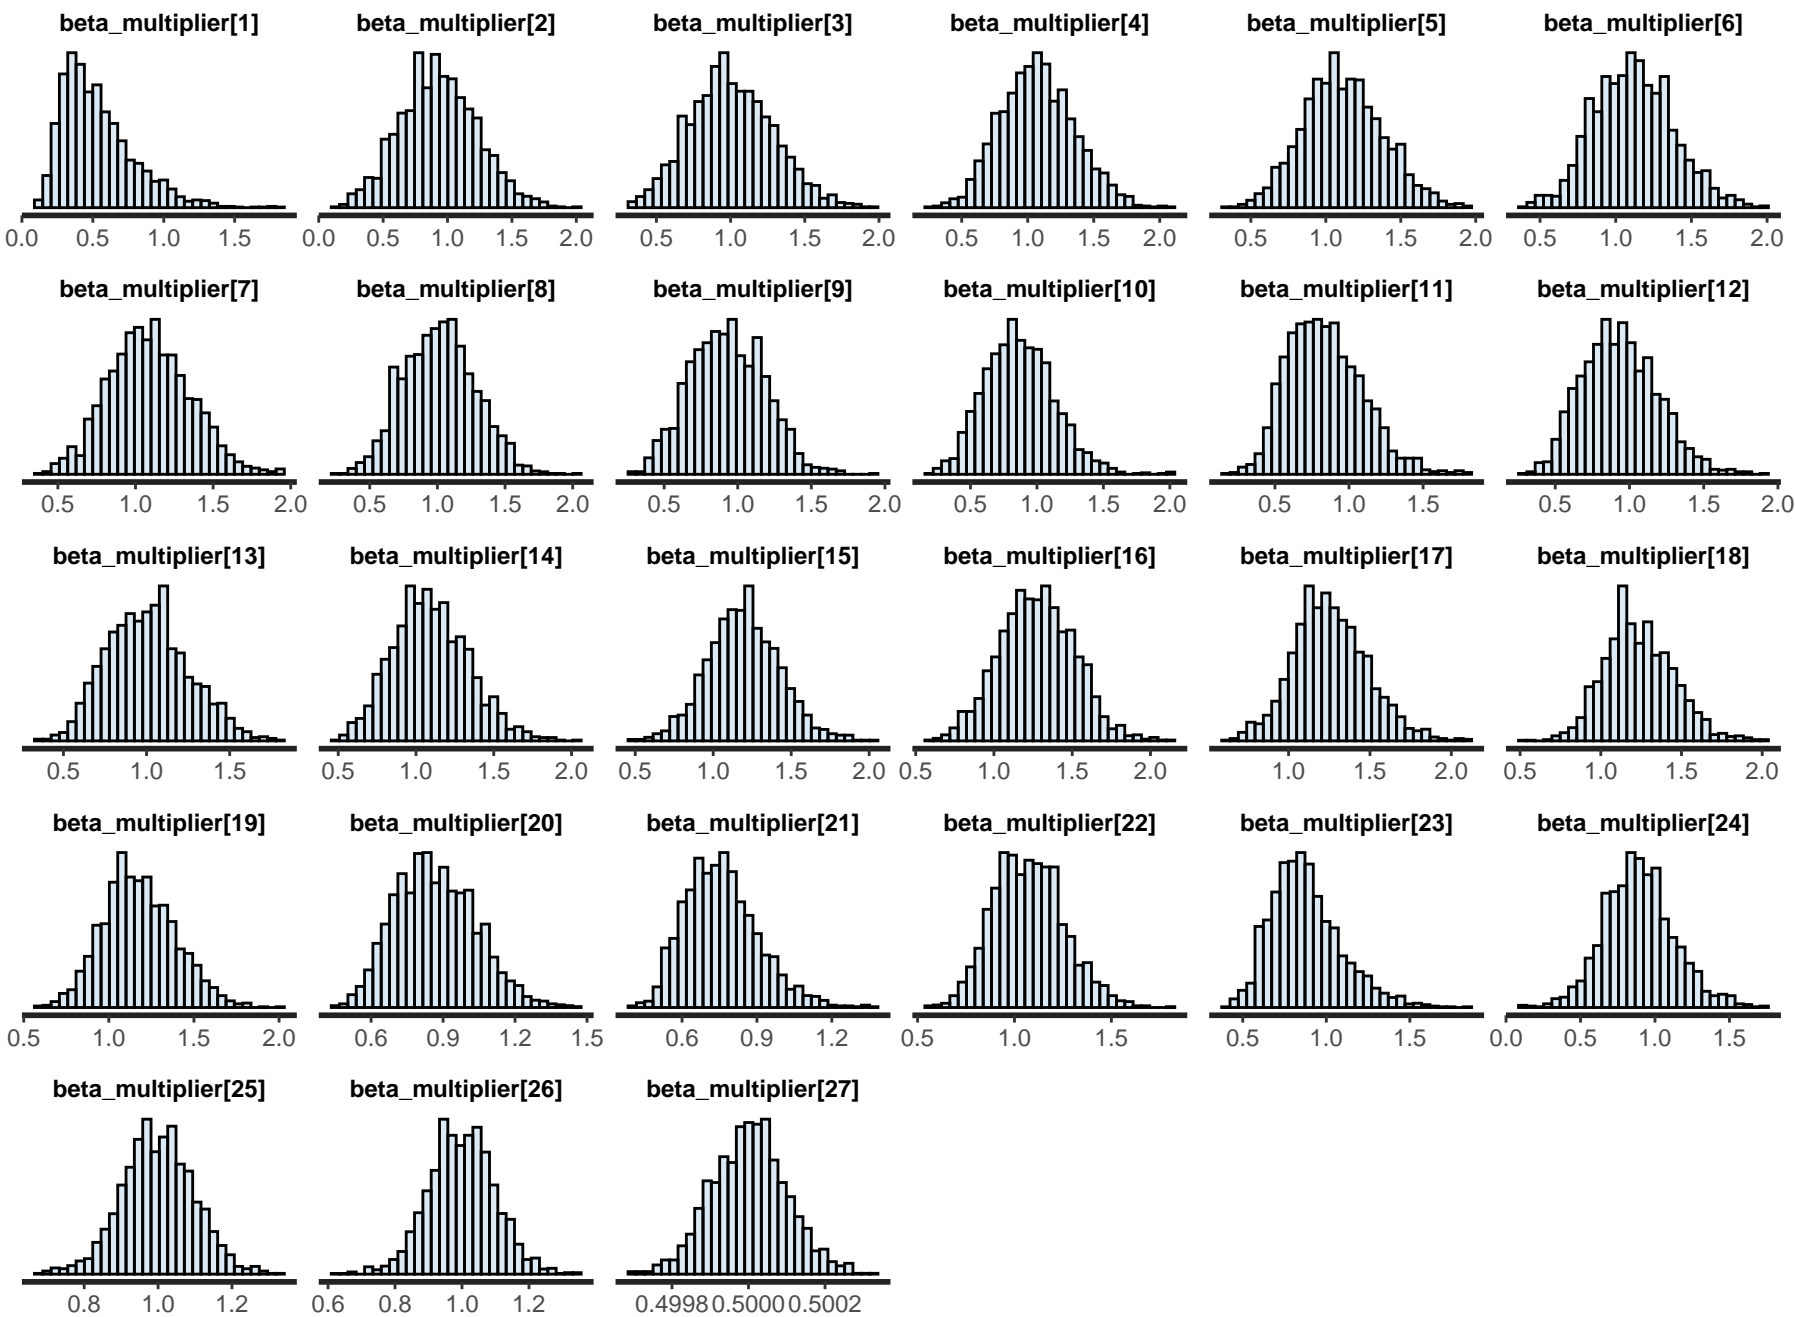 beta_multiplier[1] beta_multiplier[2] beta_multiplier[3] beta_multiplier[4] beta_multiplier[5] beta_multiplier[6]
0.0 0.5 1.0 1.5 0.0 0.5 1.0 1.5 2.0 0.5 1.0 1.5 2.0 0.5 1.0 1.5 2.0 0.5 1.0 1.5 2.0 0.5 1.0 1.5 2.0
beta_multiplier[7] beta_multiplier[8] beta_multiplier[9] beta_multiplier[10] beta_multiplier[11] beta_multiplier[12]
0.5 1.0 1.5 2.0 0.5 1.0 1.5 2.0 0.5 1.0 1.5 2.0 0.5 1.0 1.5 2.0 0.5 1.0 1.5 0.5 1.0 1.5 2.0
beta_multiplier[13] beta_multiplier[14] beta_multiplier[15] beta_multiplier[16] beta_multiplier[17] beta_multiplier[18]
0.5 1.0 1.5 0.5 1.0 1.5 2.0 0.5 1.0 1.5 2.0 0.5 1.0 1.5 2.0 1.0 1.5 2.0 0.5 1.0 1.5 2.0
beta_multiplier[19] beta_multiplier[20] beta_multiplier[21] beta_multiplier[22] beta_multiplier[23] beta_multiplier[24]
0.5 1.0 1.5 2.0 0.6 0.9 1.2 1.5 0.6 0.9 1.2 0.5 1.0 1.5 0.5 1.0 1.5 0.0 0.5 1.0 1.5
beta_multiplier[25] beta_multiplier[26] beta_multiplier[27]
0.8 1.0 1.2 0.6 0.8 1.0 1.2 0.4998 0.5000 0.5002